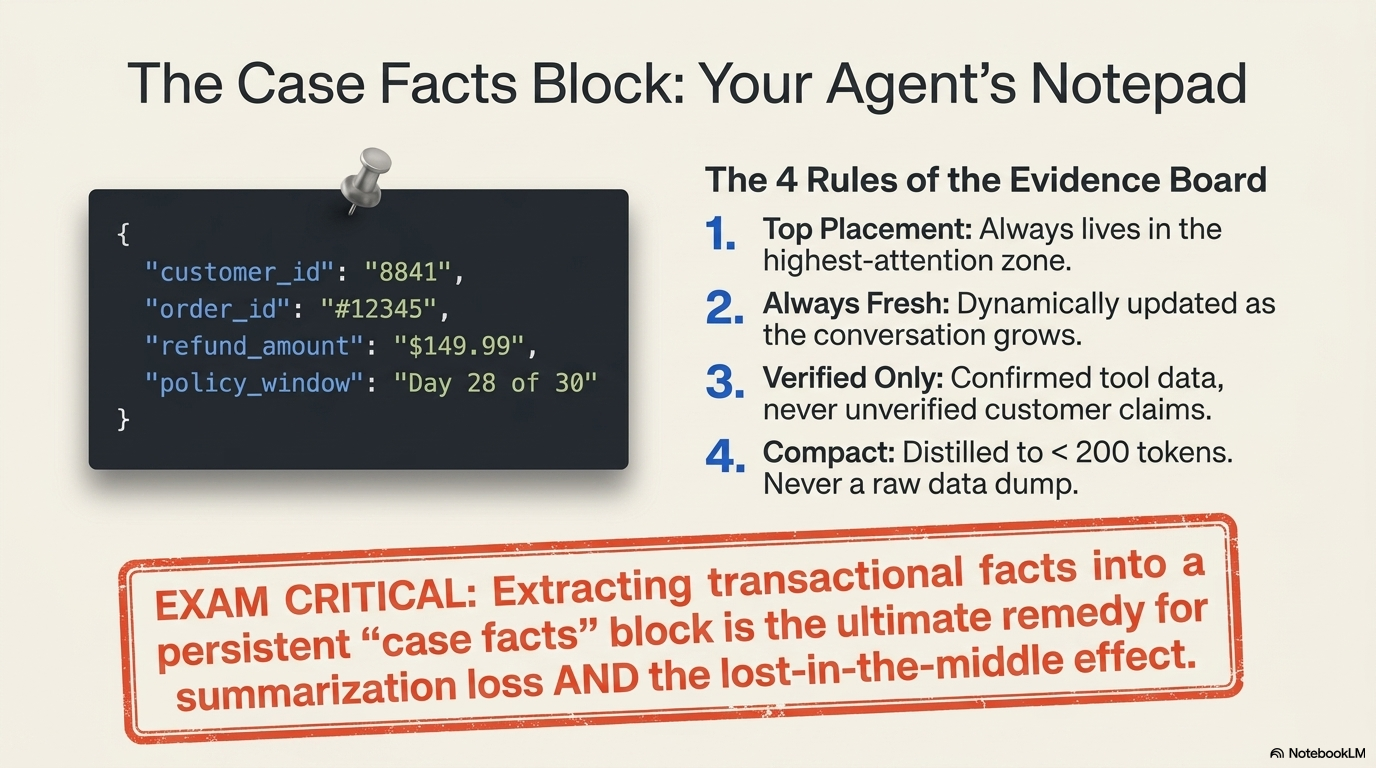 The Case Facts Block: Your Agent’s Notepad
{
"customer_id": "8841",
"order_id": "#12345",
"refund_amount": "$149.99",
"policy_window": "Day 28 of 30"
}
The 4 Rules of the Evidence Board
1. Top Placement: Always lives in the
highest-attention zone.
2. Always Fresh: Dynamically updated as
the conversation grows.
3. Verified Only: Confirmed tool data,
never unverified customer claims.
4. Compact: Distilled to < 200 tokens.
Never a raw data dump.
EXAM CRITICAL: Extracting transactional facts into a
persistent “case facts” block is the ultimate remedy for
summarization loss AND the lost-in-the-middle effect.
NotebookLM